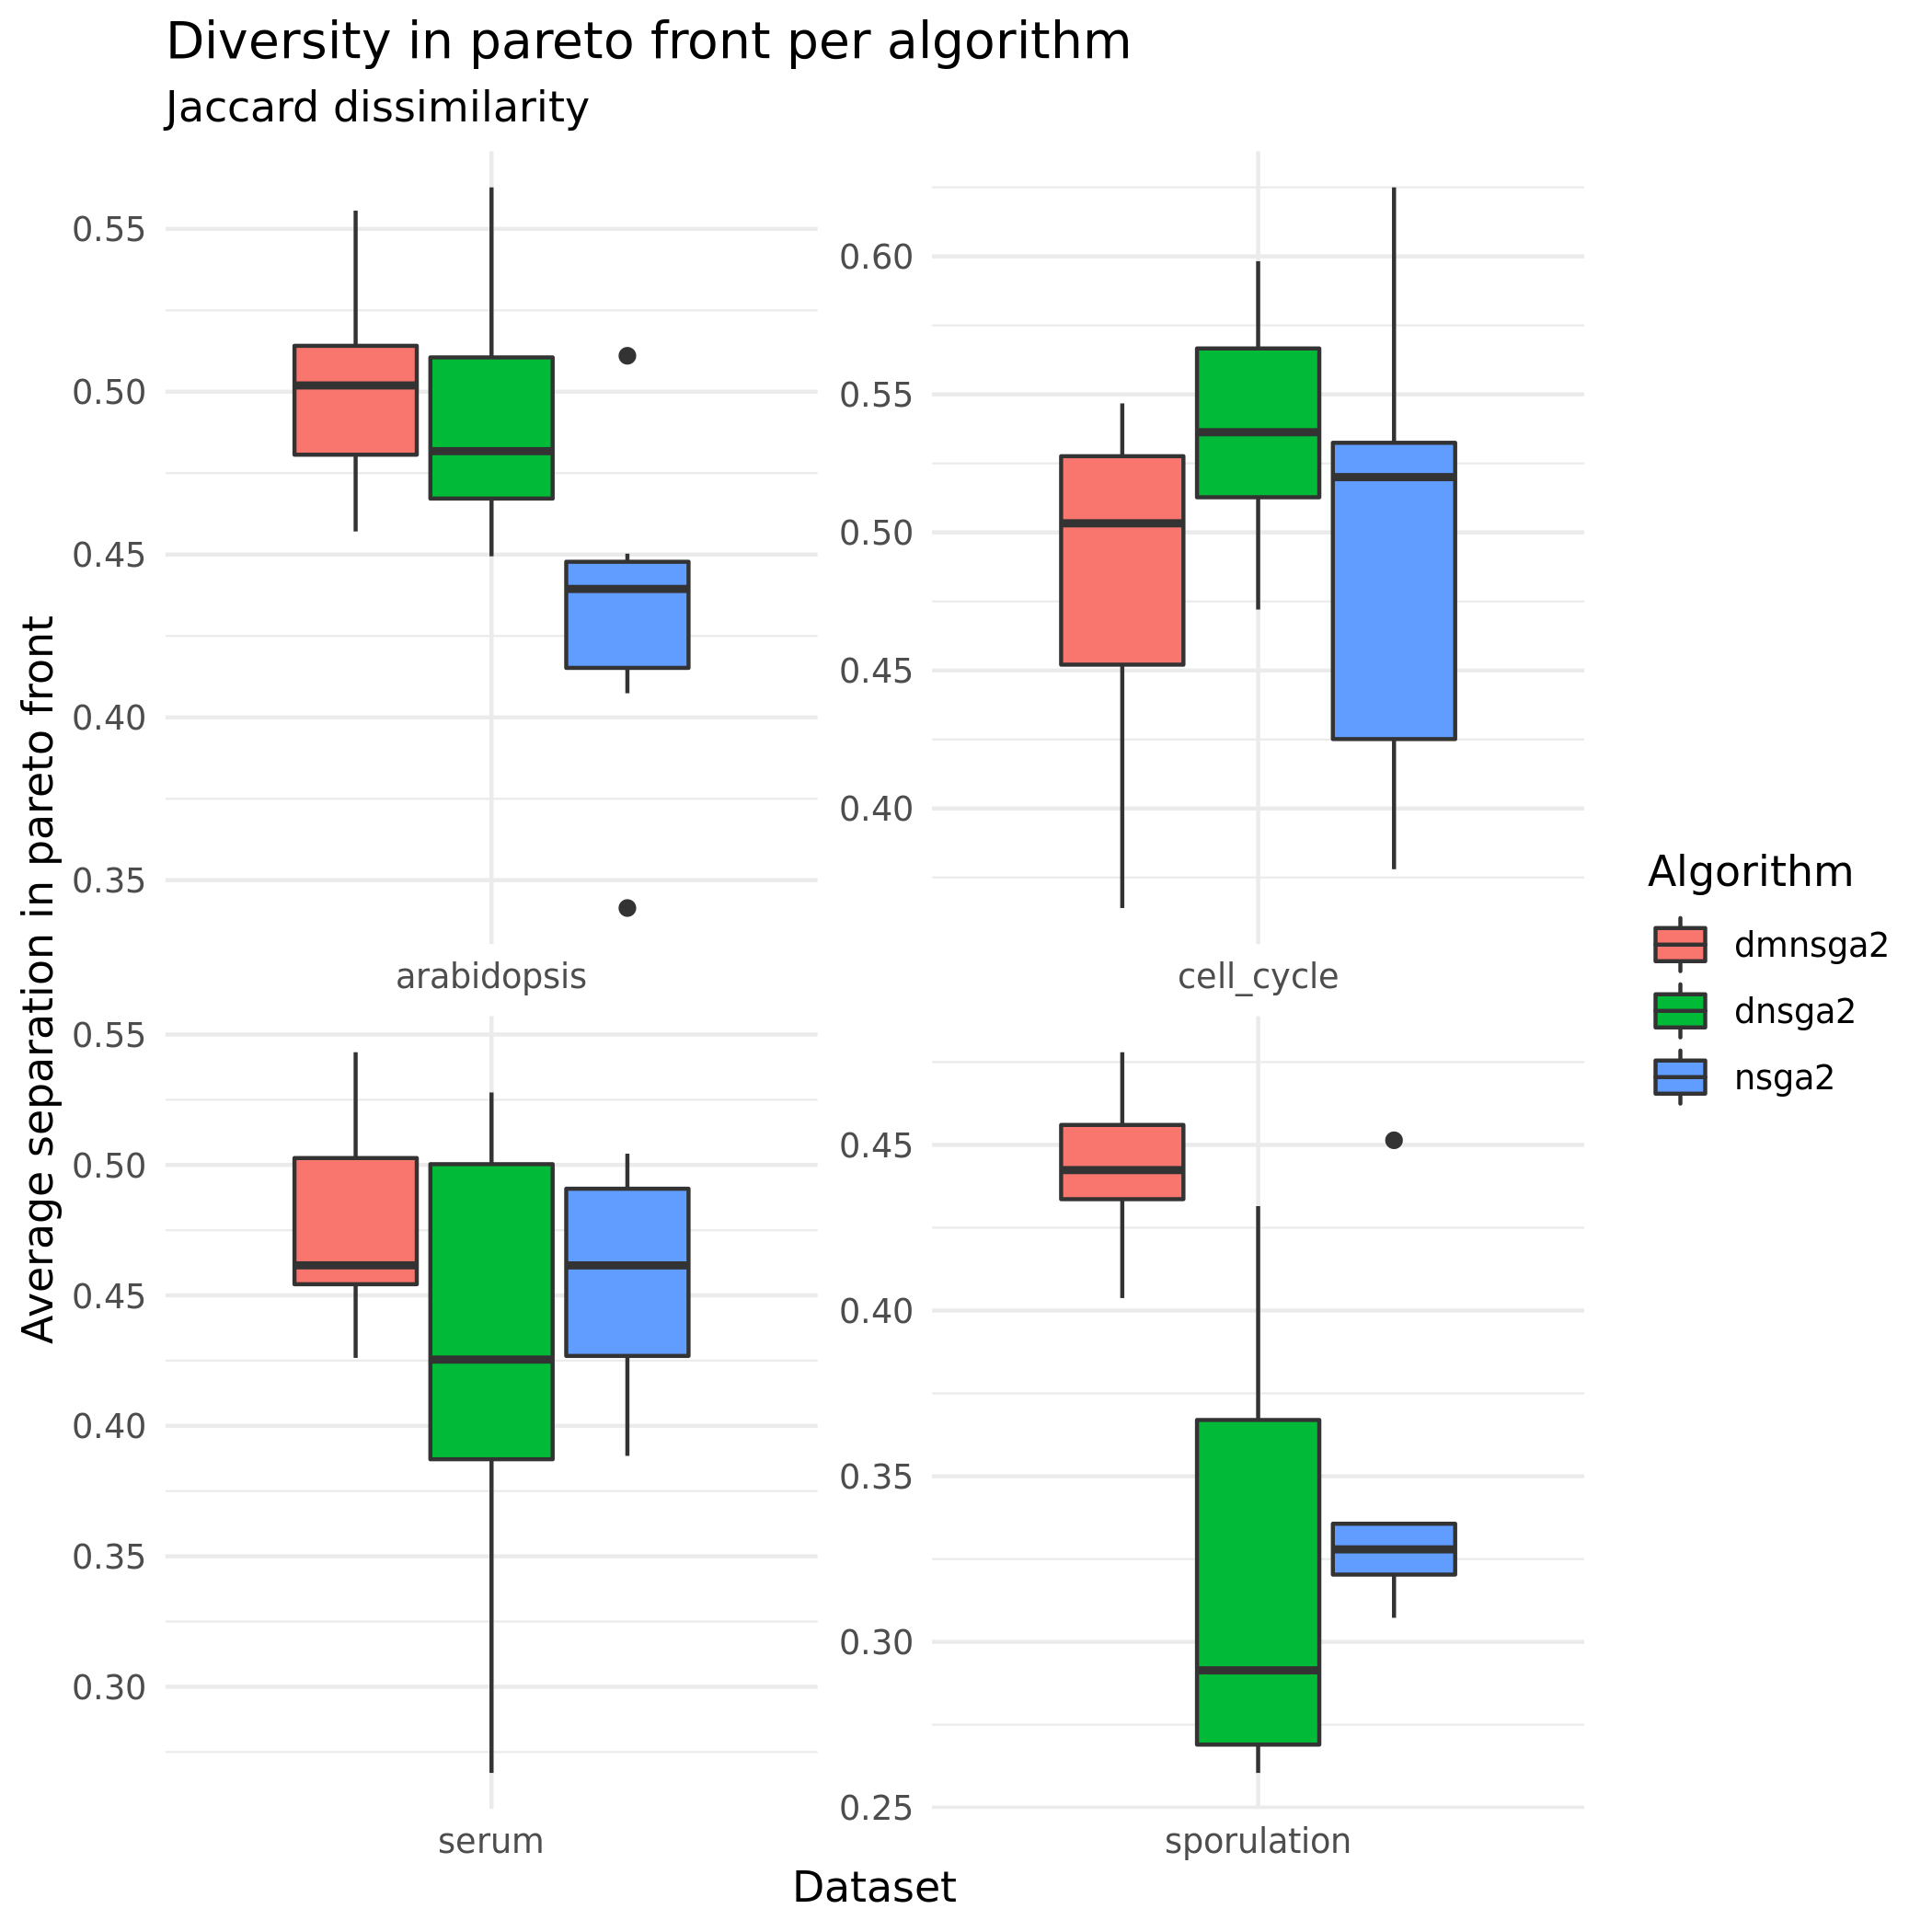 Diversity in pareto front per algorithm
Jaccard dissimilarity
Average separation in pareto front
0.55
0.50
0.45
0.40
0.35
arabidopsis
0.60
0.55
0.50
0.45
0.40
cell_cycle
0.55
0.50
0.45
0.40
0.35
0.30
serum
0.45
0.40
0.35
0.30
0.25
sporulation
Dataset
Algorithm
dmnsga2
dnsga2
nsga2